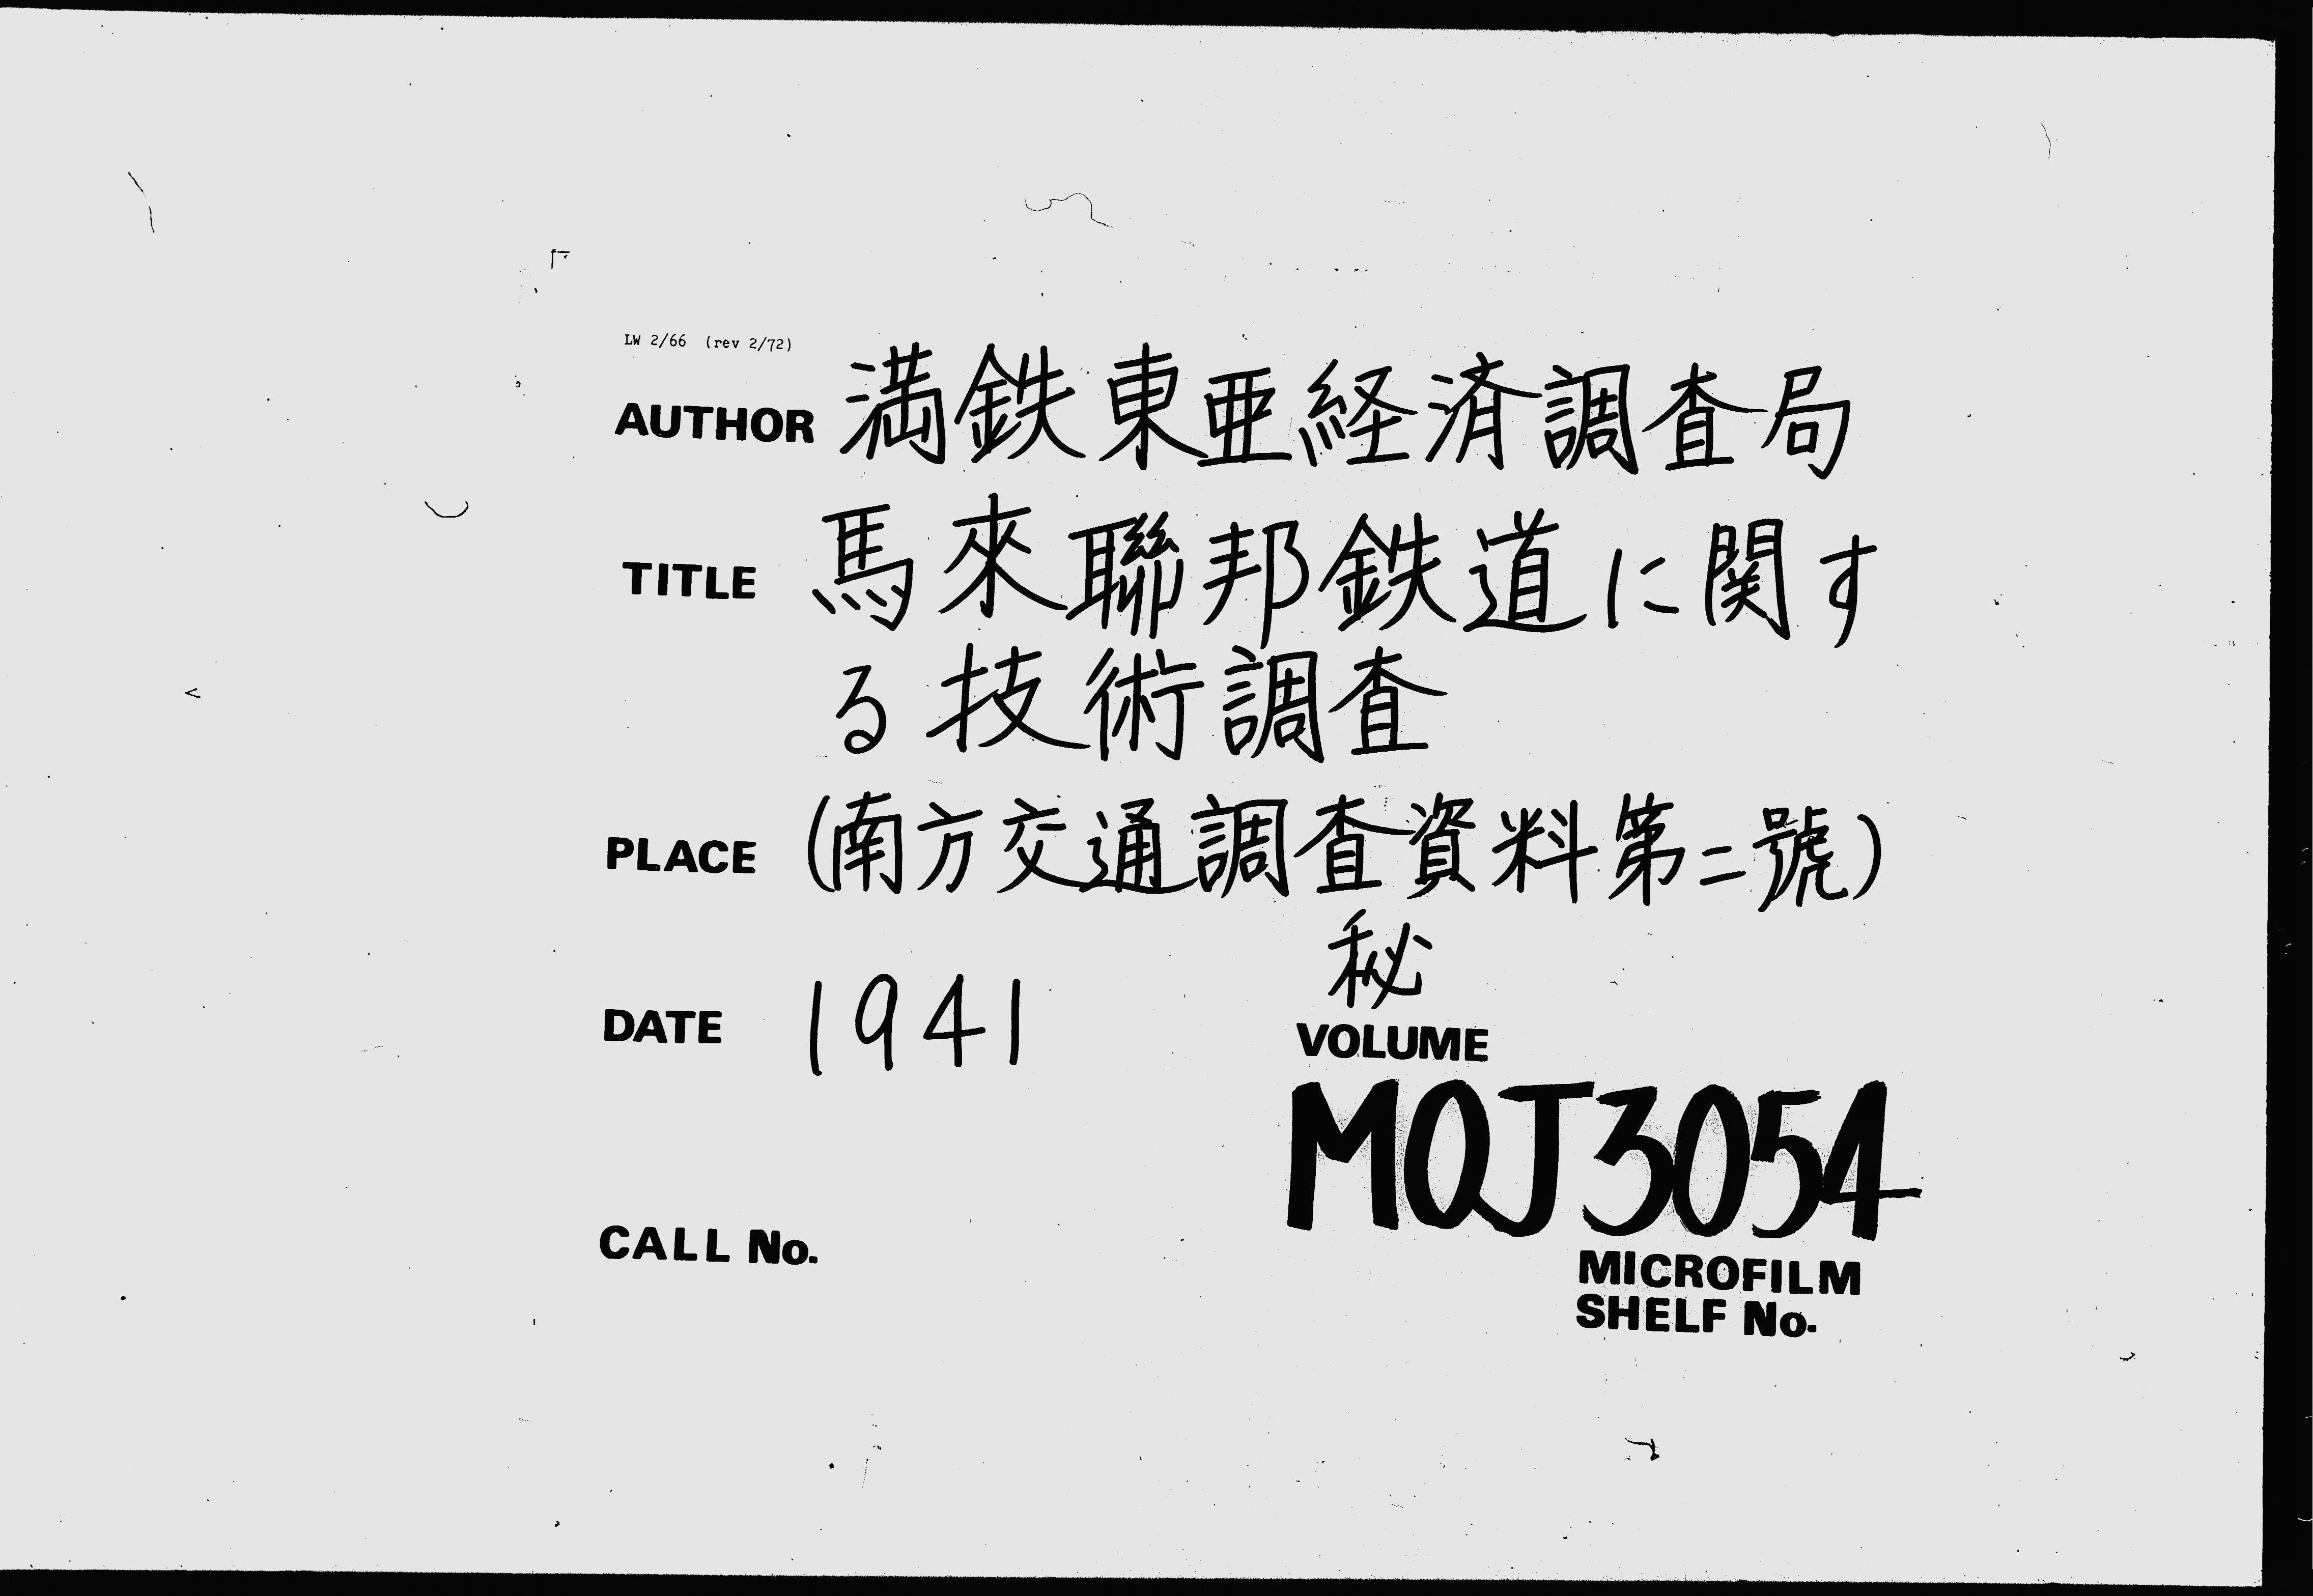 LW 2/66 (rev 2/72)
AUTHOR 満鉄東亜経済調査局
TITLE 馬來聯邦鉄道に関す
る技術調査
PLACE (南方交通調査資料第二號)
秘
DATE 1941
VOLUME
MOJ3054
CALL No.
MICROFILM
SHELF No.